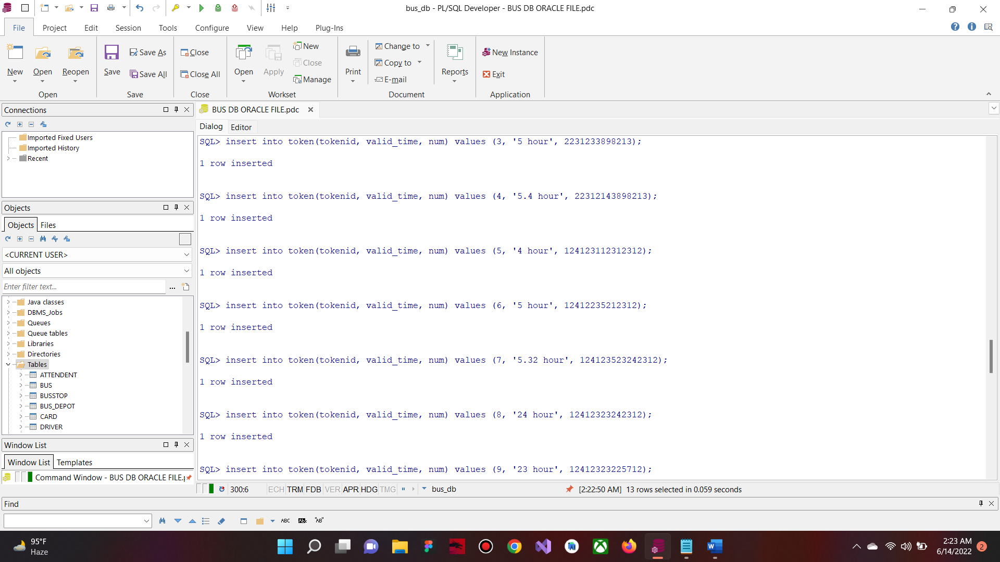 bus_db - PL/SQL Developer - BUS DB ORACLE FILE.pdc
File Project Edit Session Tools Configure View Help Plug-Ins
New Open Reopen
Open
Save Save As Save All
Save
Close Close All
Close
Open Apply New Close Manage
Workset
Print Change to Copy to E-mail
Document
Reports
New Instance Exit
Application
Connections
Imported Fixed Users
Imported History
Recent
Objects
Objects Files
<CURRENT USER>
All objects
Enter filter text...
Java classes
DBMS_Jobs
Queues
Queue tables
Libraries
Directories
Tables
ATTENDENT
BUS
BUSSTOP
BUS_DEPOT
CARD
DRIVER
Window List
Window List Templates
Command Window - BUS DB ORACLE FILE.p
BUS DB ORACLE FILE.pdc
Dialog Editor
SQL> insert into token(tokenid, valid_time, num) values (3, '5 hour', 2231233898213);
1 row inserted
SQL> insert into token(tokenid, valid_time, num) values (4, '5.4 hour', 22312143898213);
1 row inserted
SQL> insert into token(tokenid, valid_time, num) values (5, '4 hour', 124123112312312);
1 row inserted
SQL> insert into token(tokenid, valid_time, num) values (6, '5 hour', 12412235212312);
1 row inserted
SQL> insert into token(tokenid, valid_time, num) values (7, '5.32 hour', 124123523242312);
1 row inserted
SQL> insert into token(tokenid, valid_time, num) values (8, '24 hour', 12412323242312);
1 row inserted
SQL> insert into token(tokenid, valid_time, num) values (9, '23 hour', 12412323225712);
300:6 ECH TRM FDB VER APR HDG TMG bus_db [2:22:50 AM] 13 rows selected in 0.059 seconds
Find
ABC "AB"
95°F
Haze
2:23 AM
6/14/2022
2